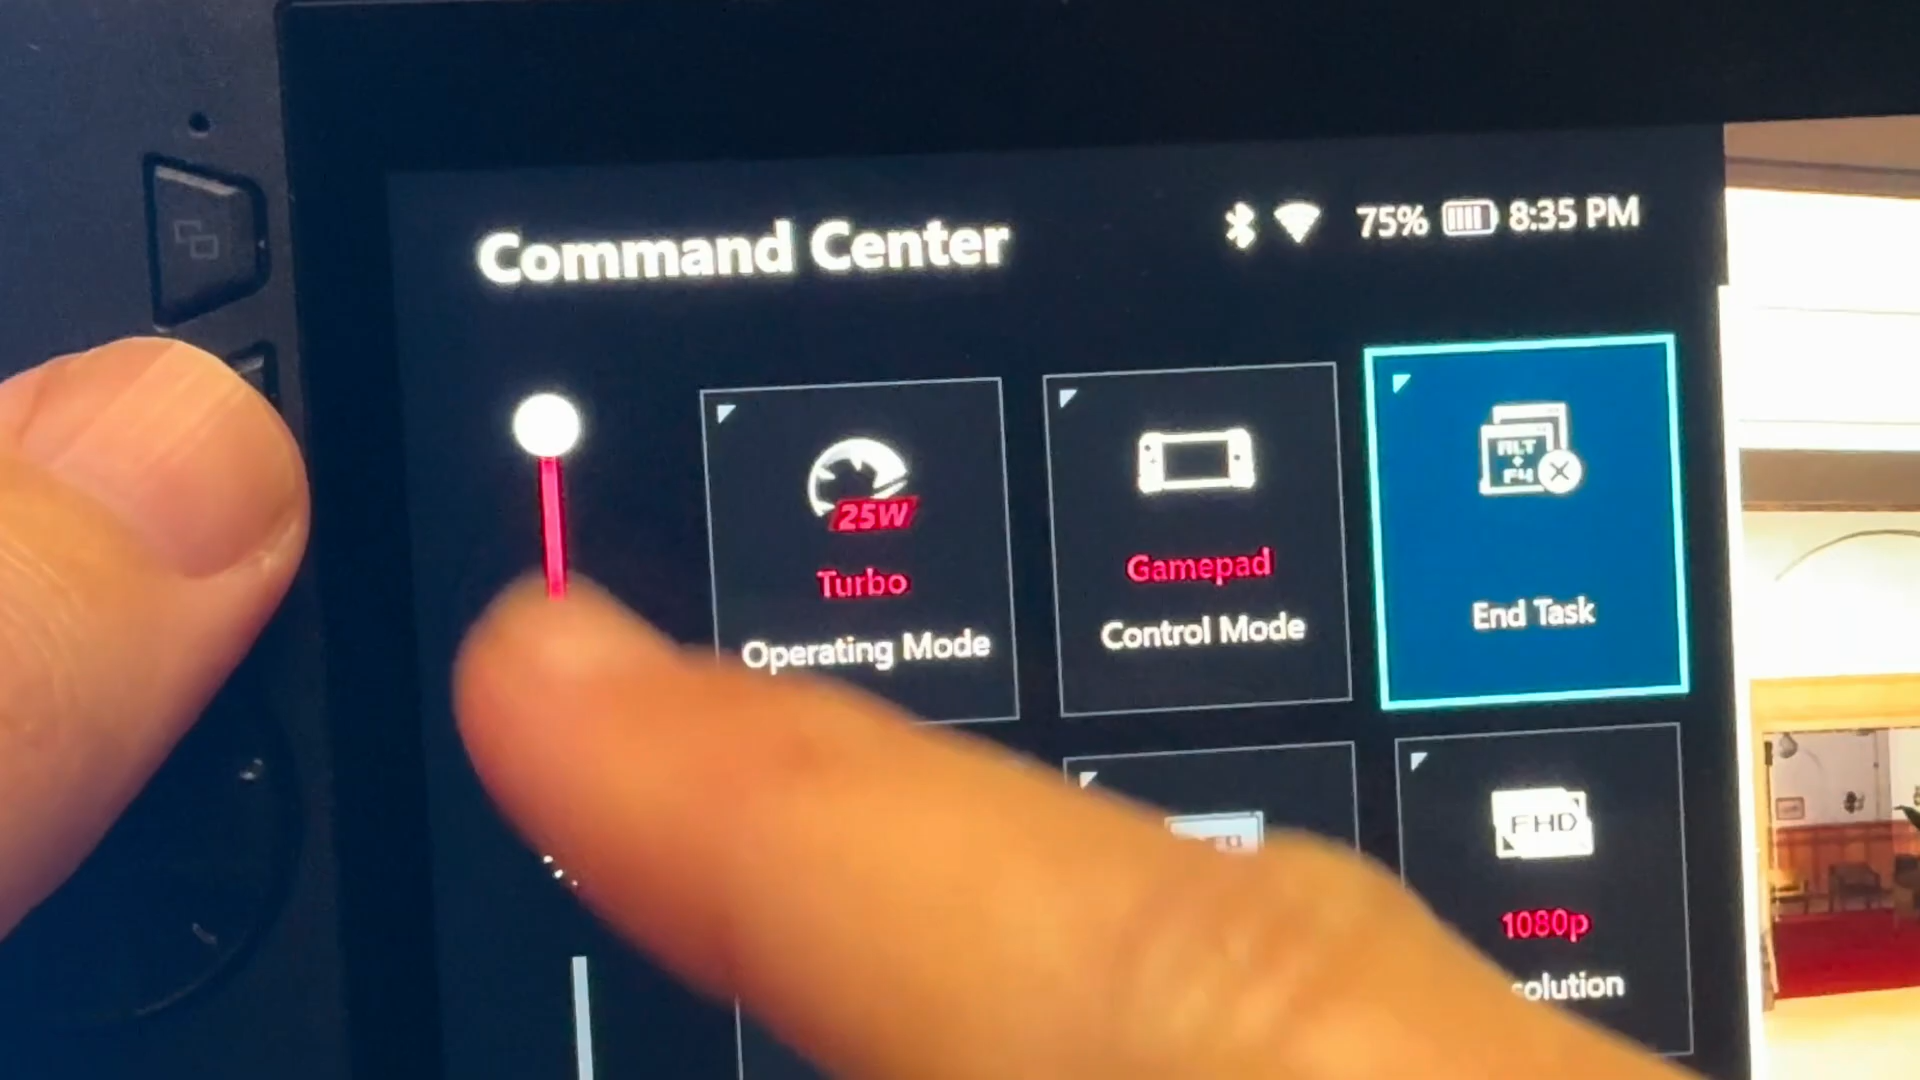 Command Center
75% 8:35 PM
25W
Turbo
Operating Mode
Gamepad
Control Mode
ALT
+
F4
End Task
FHD
1080p
solution